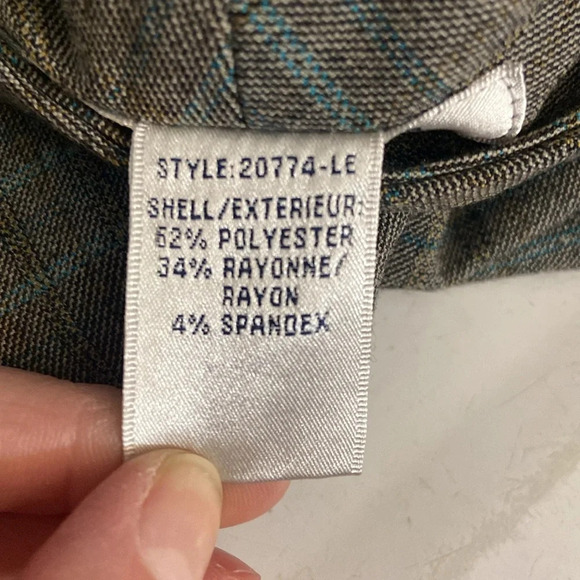 STYLE:20774-LE
SHELL/EXTERIEUR:
62% POLYESTER
34% RAYONNE/
RAYON
4% SPANDEX